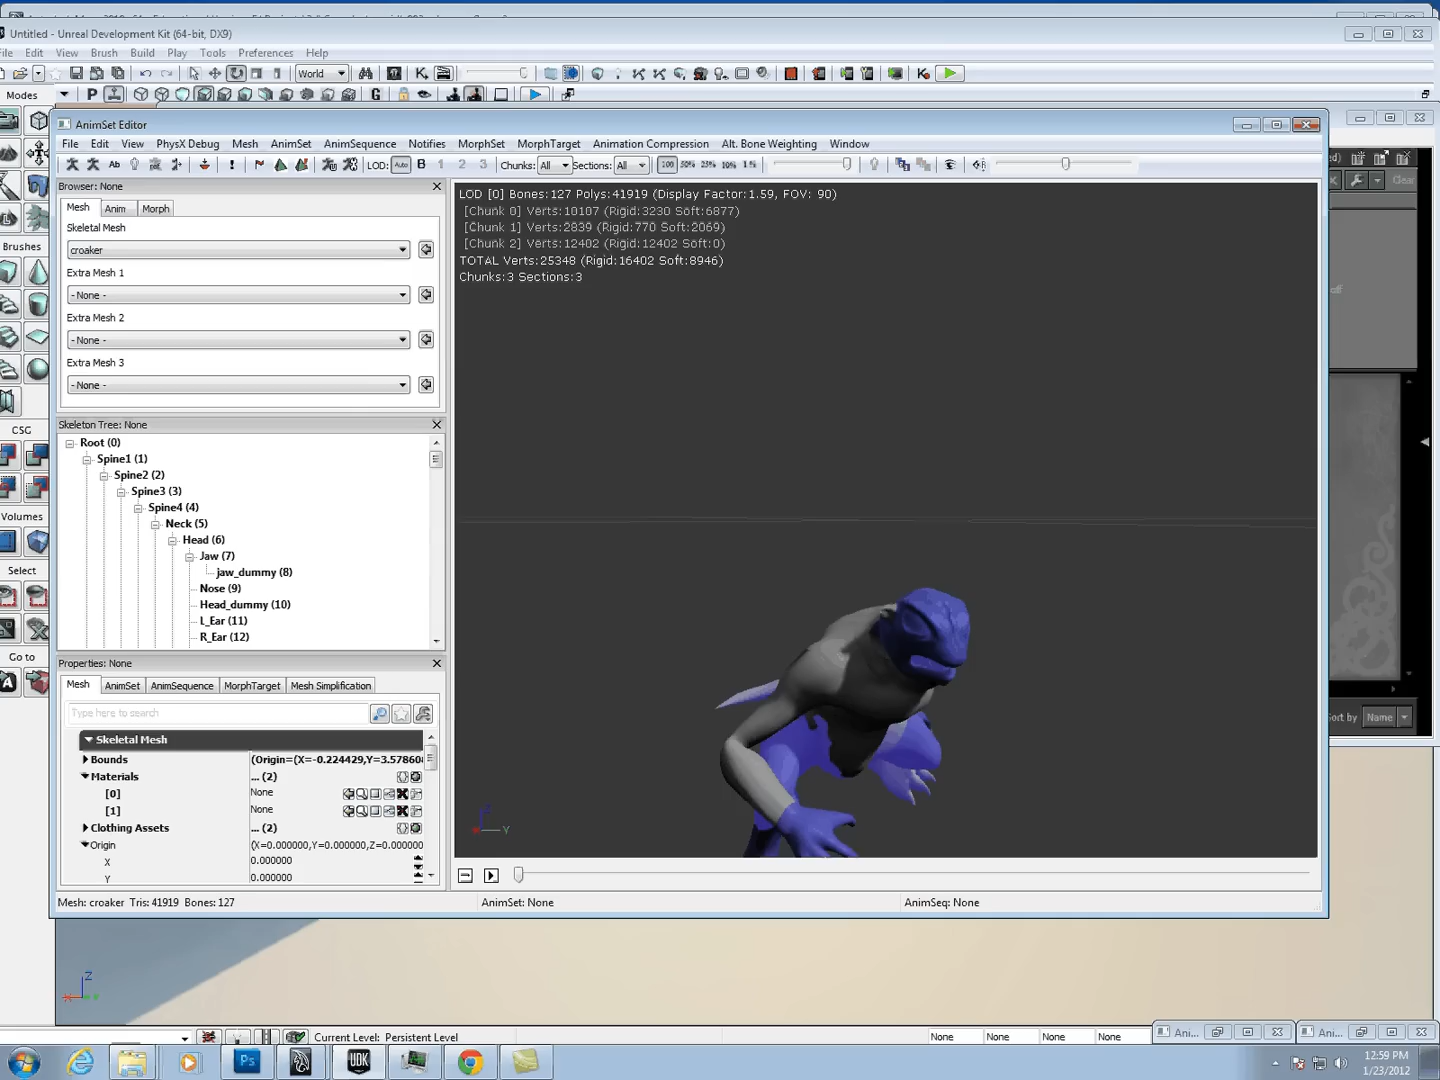 Untitled - Unreal Development Kit (64-bit, DX9)
File Edit View Brush Build Play Tools Preferences Help
World
Modes
P
G
AnimSet Editor
File Edit View PhysX Debug Mesh AnimSet AnimSequence Notifies MorphSet MorphTarget Animation Compression Alt. Bone Weighting Window
LOD: Auto B 1 2 3 Chunks: All Sections: All 100 50% 25% 10% 1 %
Clear
Browser: None
Mesh Anim Morph
Skeletal Mesh
croaker
Extra Mesh 1
- None -
Extra Mesh 2
- None -
Extra Mesh 3
- None -
Brushes
CSG
Volumes
Select
Go to
Skeleton Tree: None
Root (0)
Spine1 (1)
Spine2 (2)
Spine3 (3)
Spine4 (4)
Neck (5)
Head (6)
Jaw (7)
jaw_dummy (8)
Nose (9)
Head_dummy (10)
L_Ear (11)
R_Ear (12)
Properties: None
Mesh AnimSet AnimSequence MorphTarget Mesh Simplification
Type here to search
Skeletal Mesh
Bounds (Origin=(X=-0.224429,Y=3.578608
Materials ... (2)
[0] None
[1] None
Clothing Assets ... (2)
Origin (X=0.000000,Y=0.000000,Z=0.000000
X 0.000000
Y 0.000000
LOD [0] Bones:127 Polys:41919 (Display Factor:1.59, FOV: 90)
[Chunk 0] Verts:10107 (Rigid:3230 Soft:6877)
[Chunk 1] Verts:2839 (Rigid:770 Soft:2069)
[Chunk 2] Verts:12402 (Rigid:12402 Soft:0)
TOTAL Verts:25348 (Rigid:16402 Soft:8946)
Chunks:3 Sections:3
Z
Y
Sort by Name
Mesh: croaker Tris: 41919 Bones: 127 AnimSet: None AnimSeq: None
Z
Current Level: Persistent Level None None None None
Ani... Ani...
Ps UDK
12:59 PM
1/23/2012